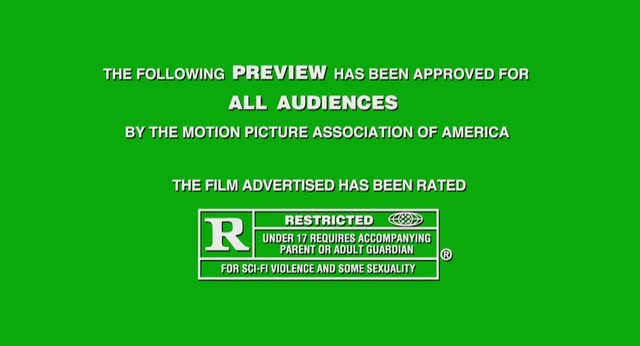 THE FOLLOWING PREVIEW HAS BEEN APPROVED FOR
ALL AUDIENCES
BY THE MOTION PICTURE ASSOCIATION OF AMERICA
THE FILM ADVERTISED HAS BEEN RATED
R
RESTRICTED
UNDER 17 REQUIRES ACCOMPANYING
PARENT OR ADULT GUARDIAN
®
FOR SCI-FI VIOLENCE AND SOME SEXUALITY